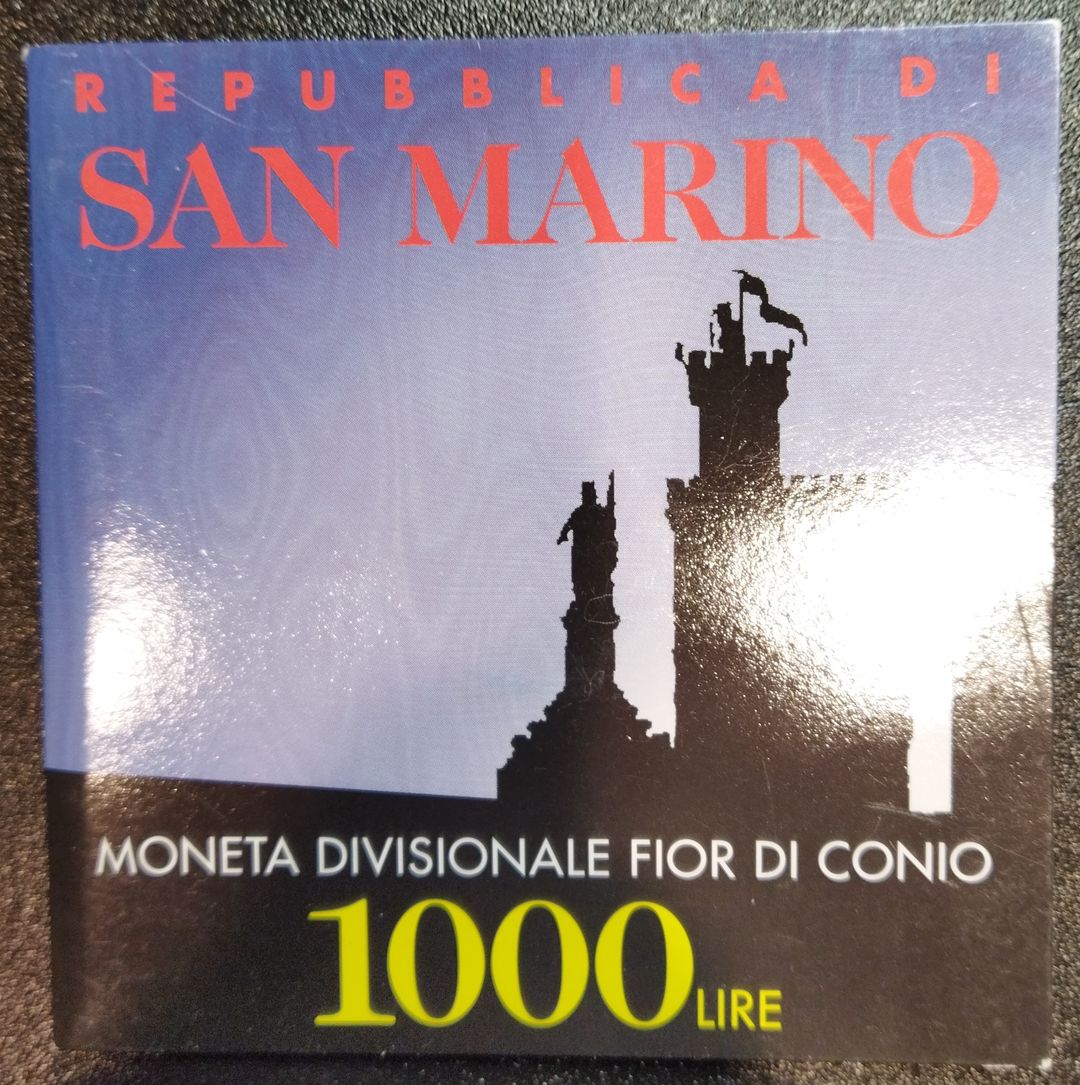 REPUBBLICA DI
SAN MARINO
MONETA DIVISIONALE FIOR DI CONIO
1000 LIRE